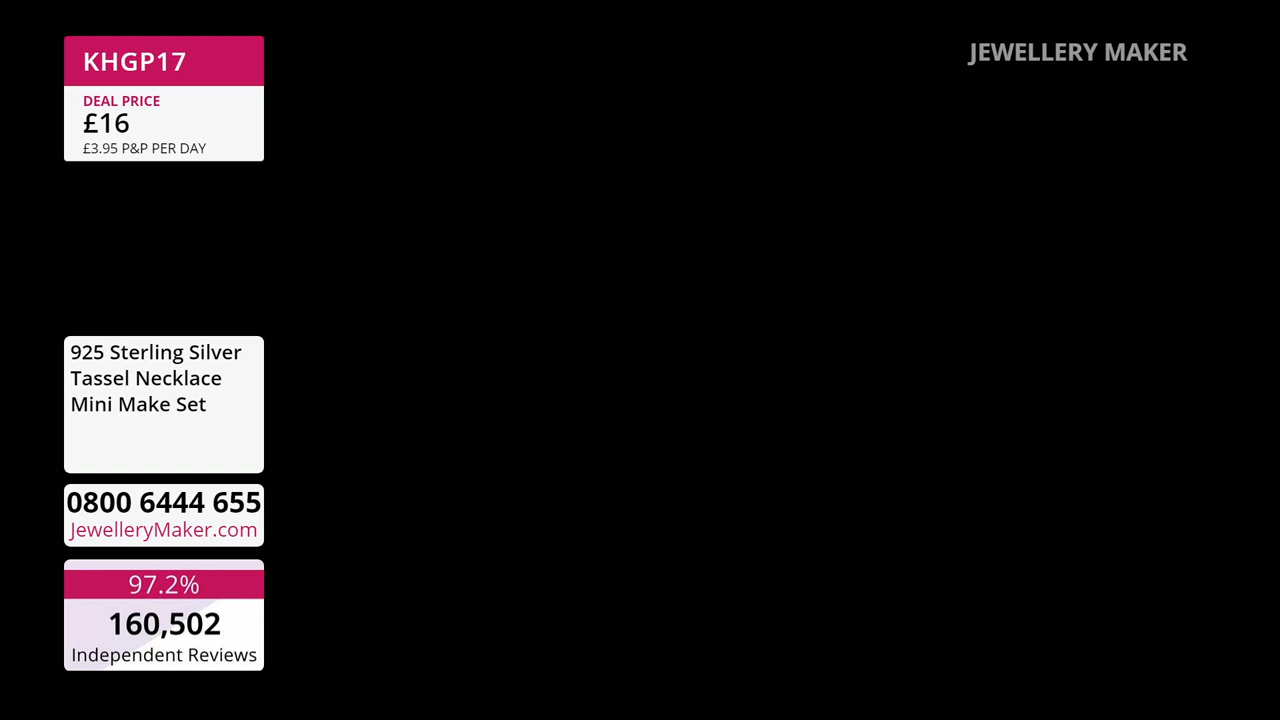 KHGP17
DEAL PRICE
£16
£3.95 P&P PER DAY
JEWELLERY MAKER
925 Sterling Silver
Tassel Necklace
Mini Make Set
0800 6444 655
JewelleryMaker.com
97.2%
160,502
Independent Reviews